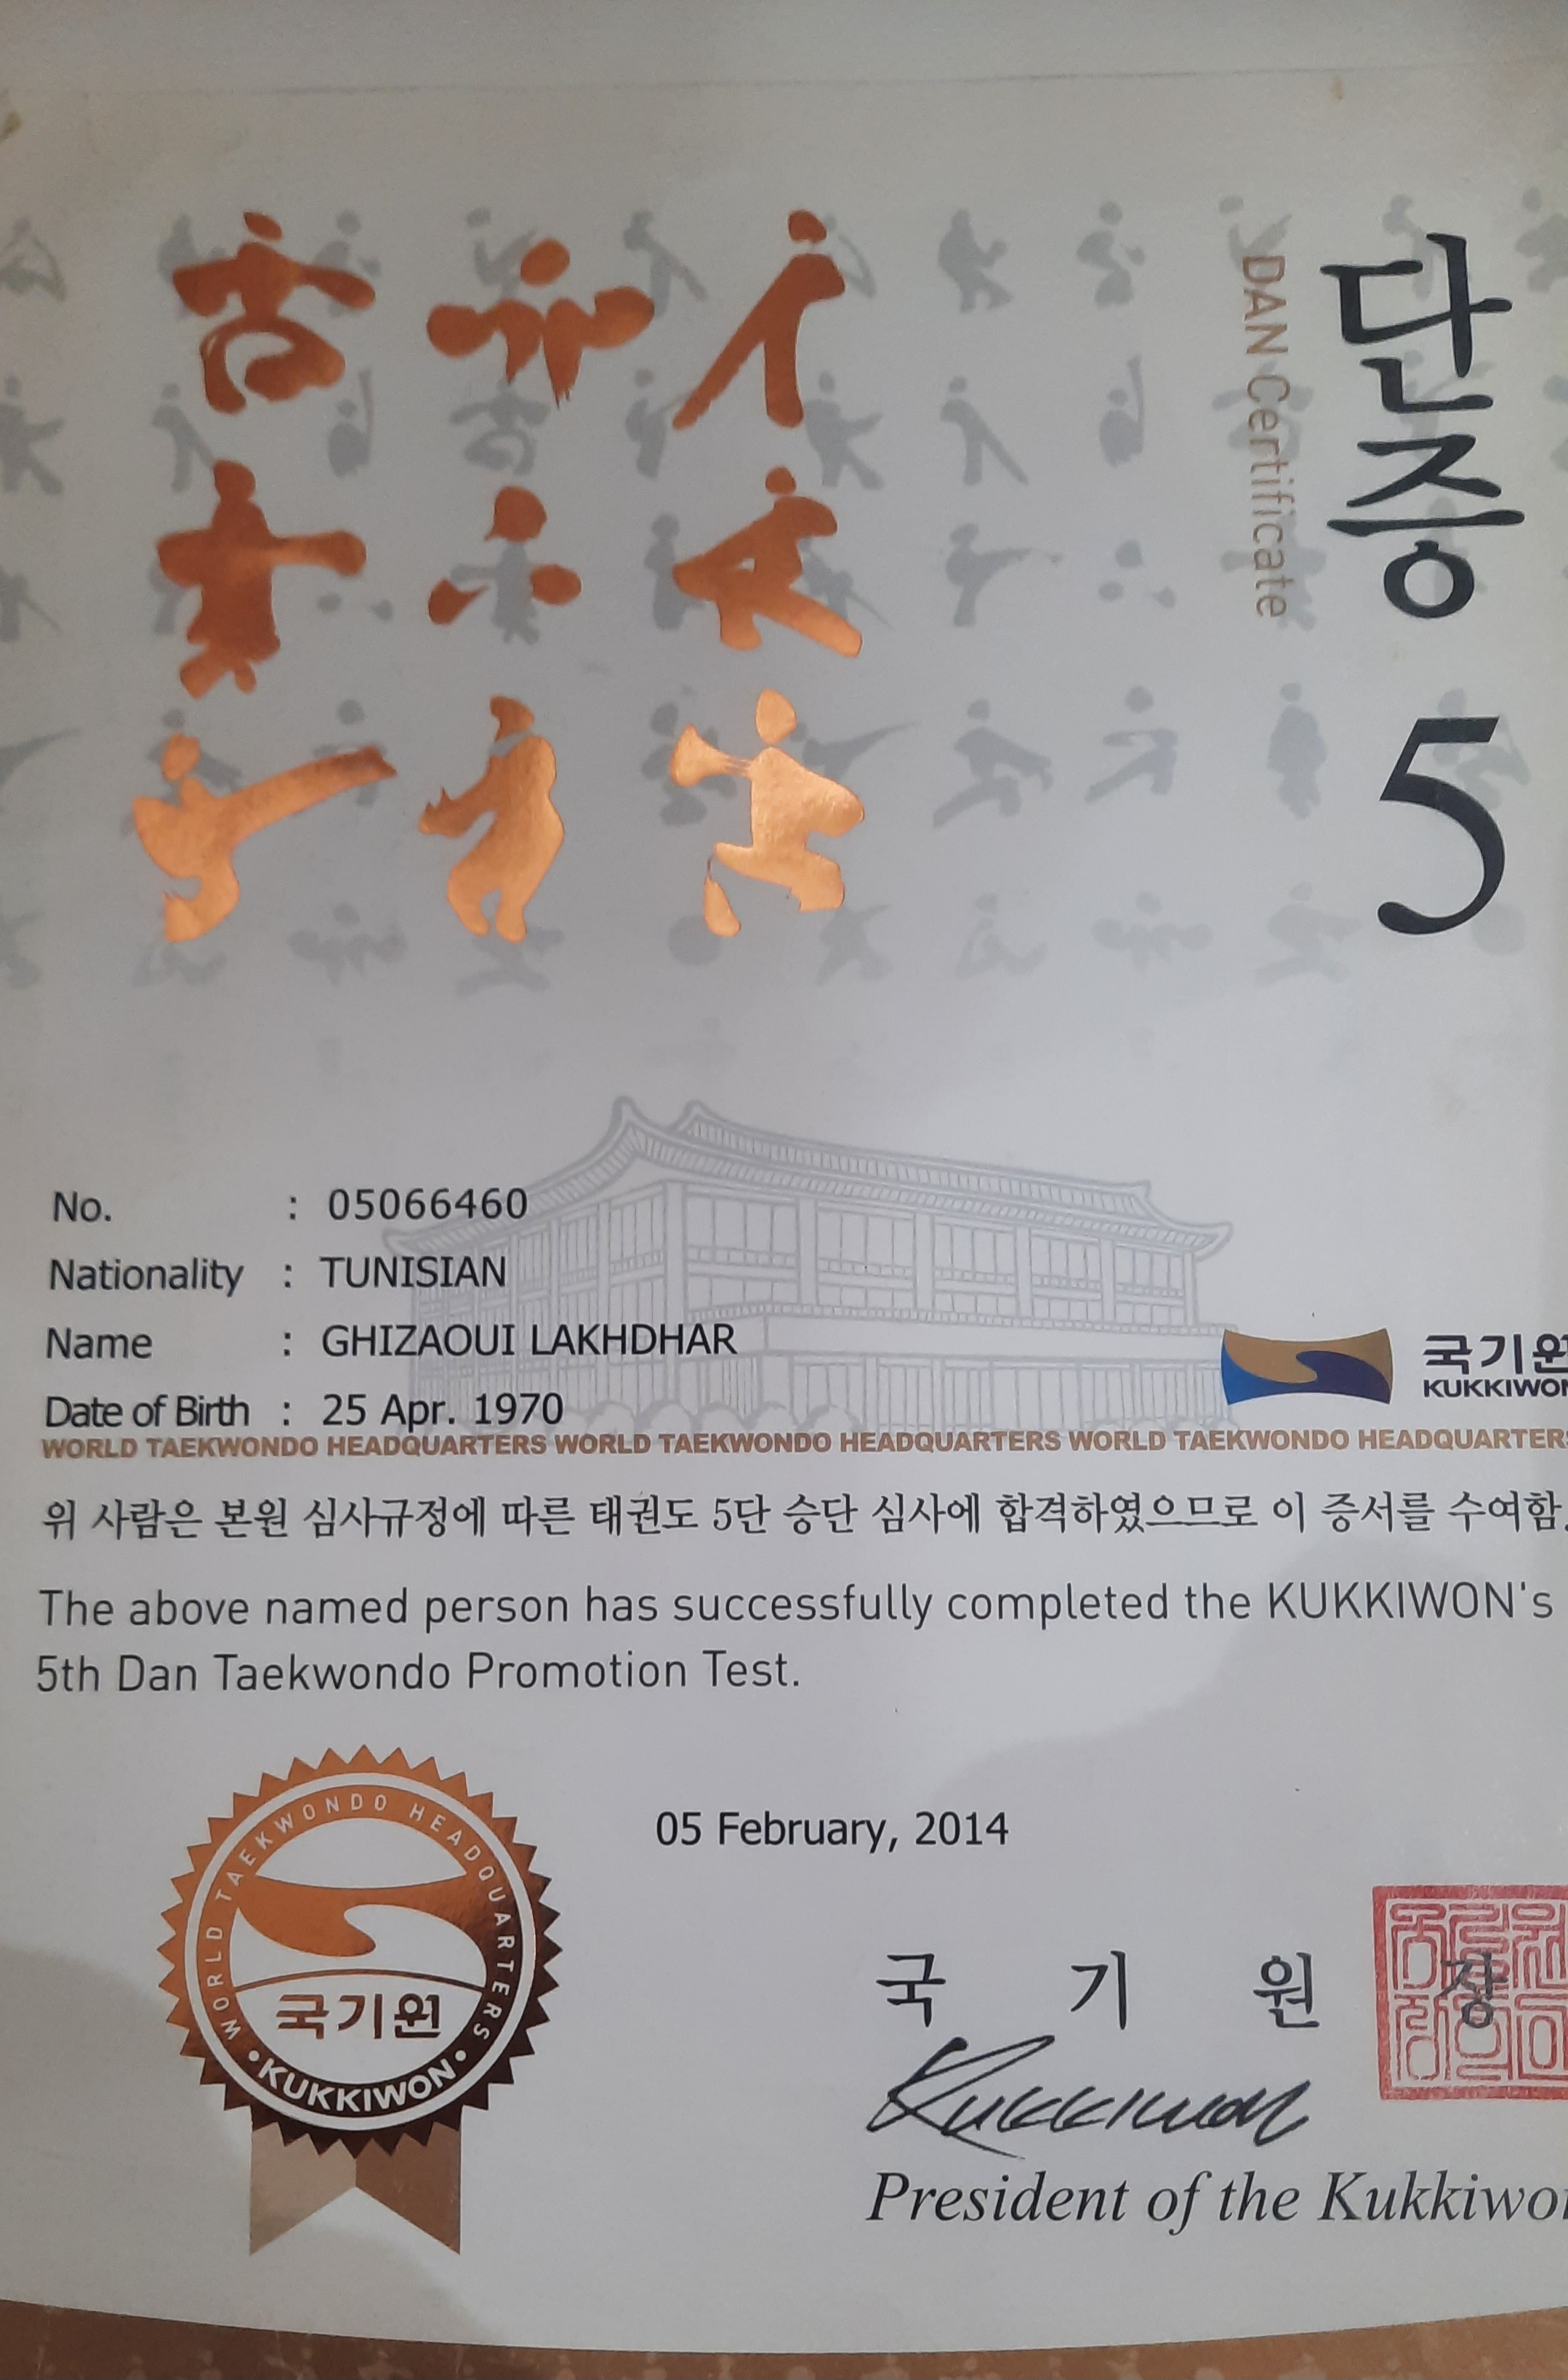 단증 5
DAN Certificate
No. : 05066460
Nationality : TUNISIAN
Name : GHIZAOUI LAKHDHAR
Date of Birth : 25 Apr. 1970
국기원
KUKKIWON
WORLD TAEKWONDO HEADQUARTERS WORLD TAEKWONDO HEADQUARTERS WORLD TAEKWONDO HEADQUARTERS
위 사람은 본원 심사규정에 따른 태권도 5단 승단 심사에 합격하였으므로 이 증서를 수여함.
The above named person has successfully completed the KUKKIWON's
5th Dan Taekwondo Promotion Test.
WORLD TAEKWONDO HEADQUARTERS
국기원
• KUKKIWON •
05 February, 2014
국 기 원 장
Kukkiwon
President of the Kukkiwon